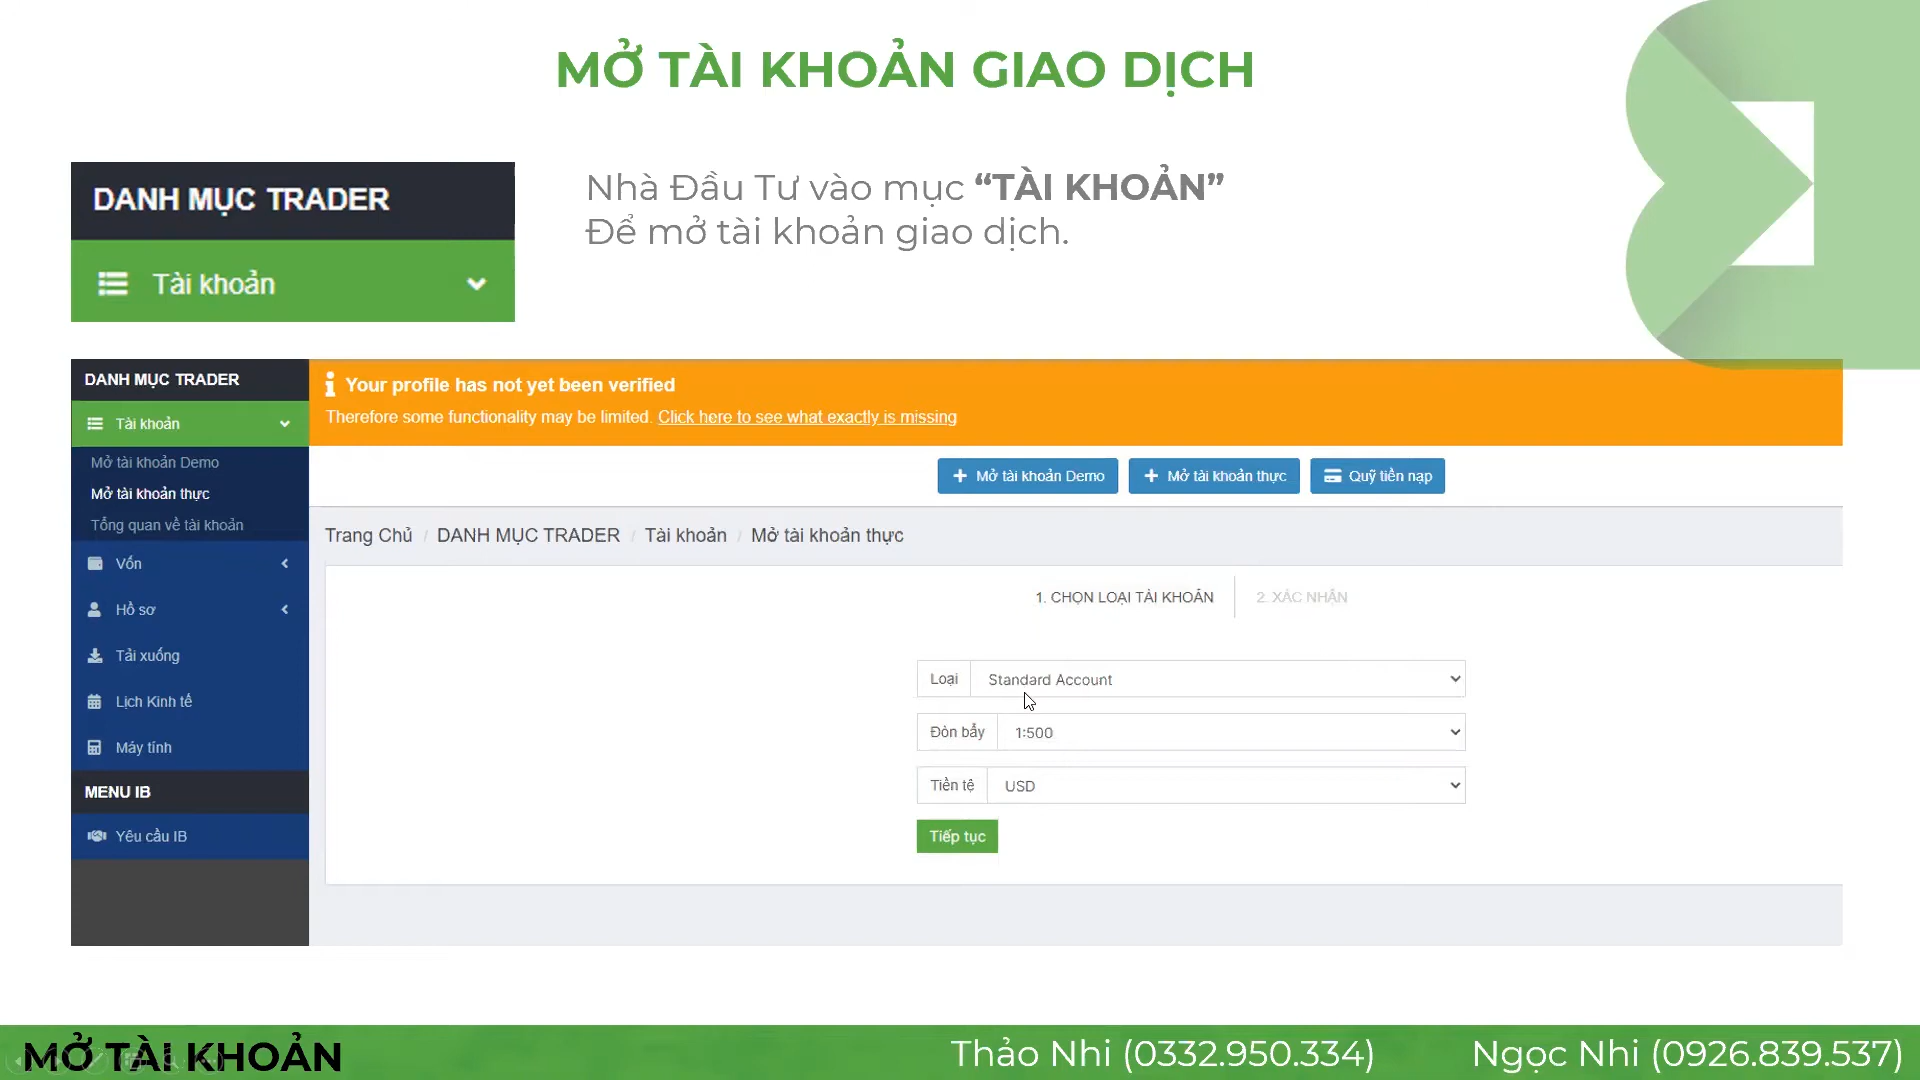 MỞ TÀI KHOẢN GIAO DỊCH
DANH MỤC TRADER
Tài khoản
Nhà Đầu Tư vào mục “TÀI KHOẢN”
Để mở tài khoản giao dịch.
DANH MỤC TRADER
Tài khoản
Mở tài khoản Demo
Mở tài khoản thực
Tổng quan về tài khoản
Vốn
Hồ sơ
Tải xuống
Lịch Kinh tế
Máy tính
MENU IB
Yêu cầu IB
Your profile has not yet been verified
Therefore some functionality may be limited. Click here to see what exactly is missing
Mở tài khoản Demo
Mở tài khoản thực
Quỹ tiền nạp
Trang Chủ / DANH MỤC TRADER / Tài khoản / Mở tài khoản thực
1. CHỌN LOẠI TÀI KHOẢN
2. XÁC NHẬN
Loại Standard Account
Đòn bẩy 1:500
Tiền tệ USD
Tiếp tục
MỞ TÀI KHOẢN
Thảo Nhi (0332.950.334)
Ngọc Nhi (0926.839.537)